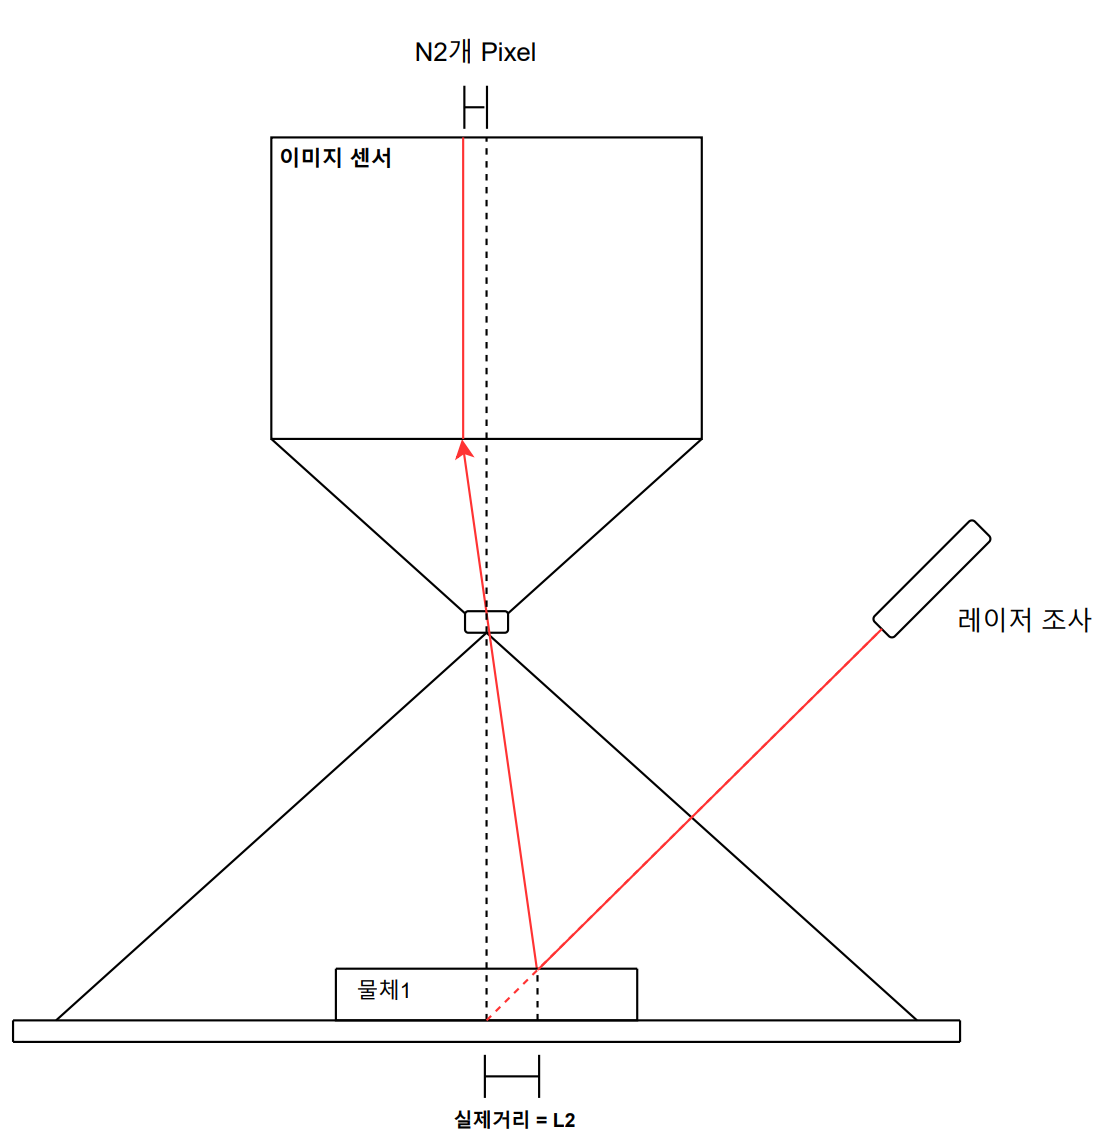 N2개 Pixel
이미지 센서
레이저 조사
물체1
실제거리 = L2